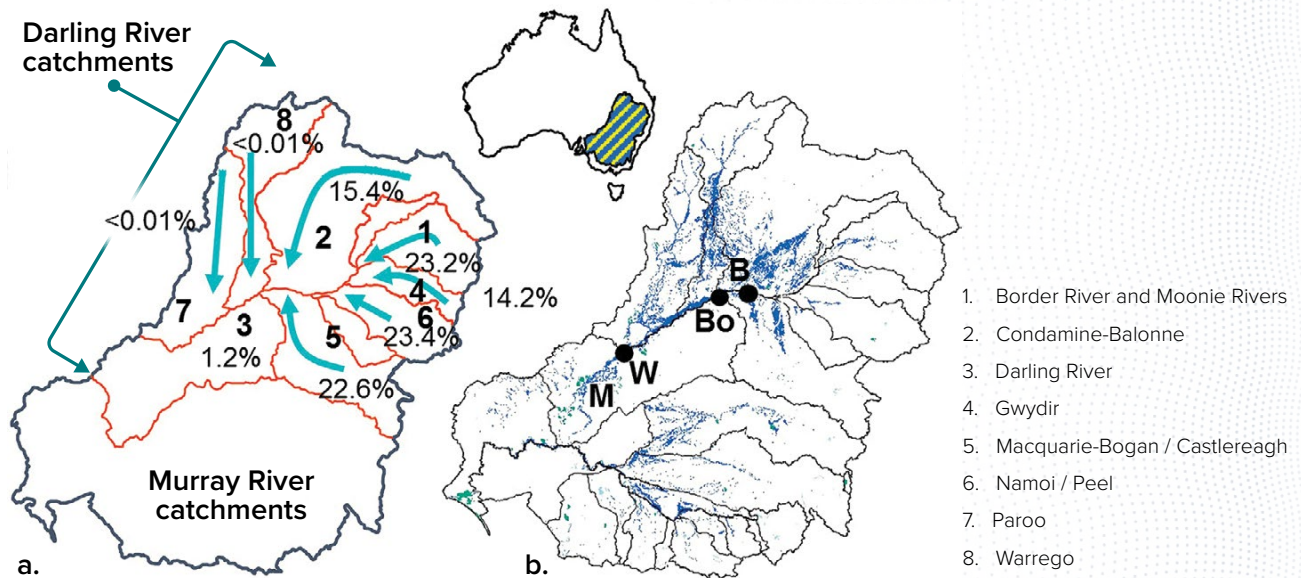 Darling River
catchments
8
<0.01%
15.4%
<0.01%
2
1
23.2%
4
14.2%
7
3
6
5
23.4%
1.2%
22.6%
Murray River
catchments
a.
B
Bo
W
M
b.
1. Border River and Moonie Rivers
2. Condamine-Balonne
3. Darling River
4. Gwydir
5. Macquarie-Bogan / Castlereagh
6. Namoi / Peel
7. Paroo
8. Warrego